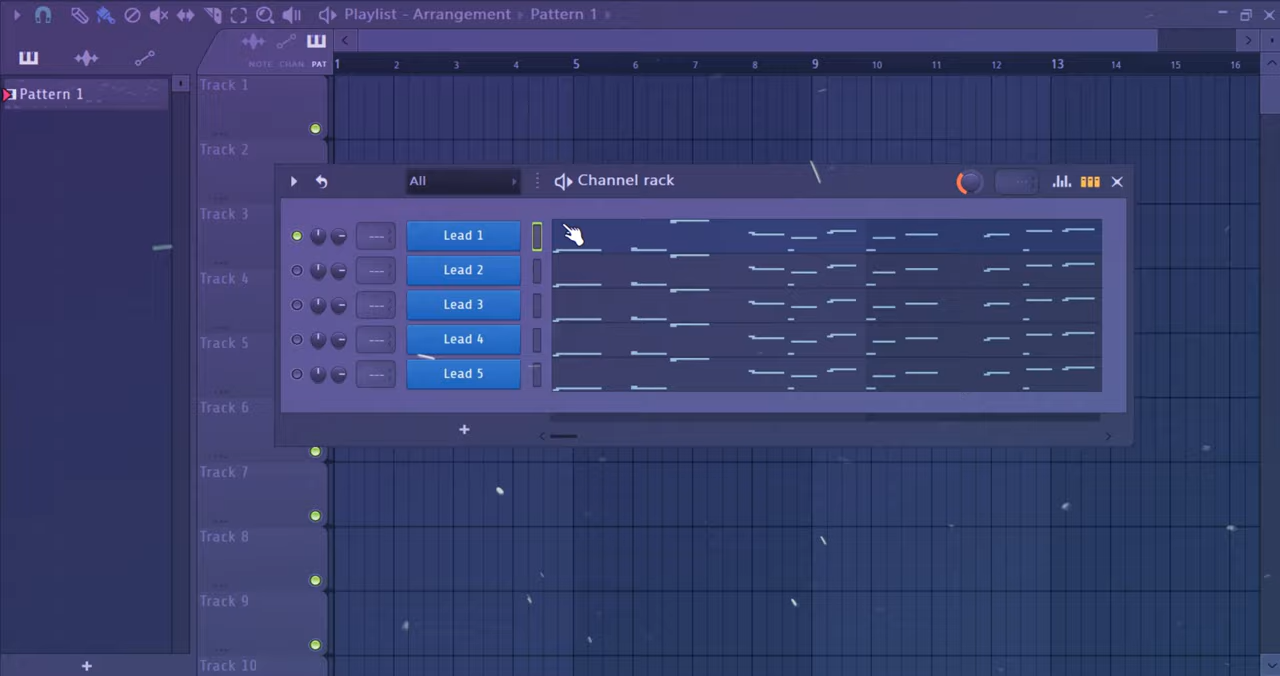 Playlist - Arrangement › Pattern 1 ›
NOTE CHAN PAT
1 2 3 4 5 6 7 8 9 10 11 12 13 14 15 16
Pattern 1
Track 1
Track 2
Track 3
Track 4
Track 5
Track 6
Track 7
Track 8
Track 9
Track 10
All
Channel rack
Lead 1
Lead 2
Lead 3
Lead 4
Lead 5